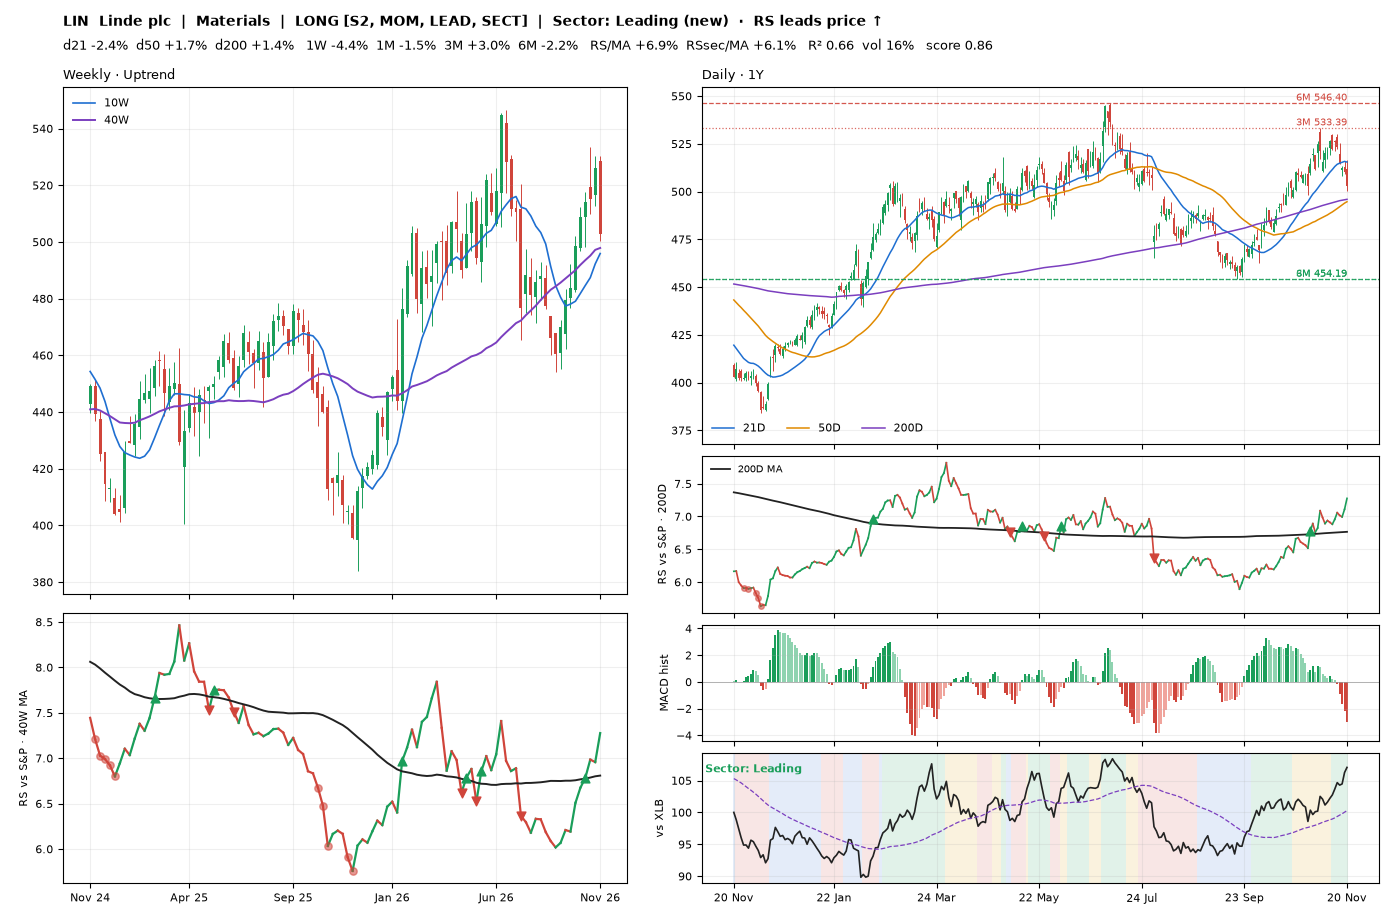 LIN  Linde plc  |  Materials  |  LONG [S2, MOM, LEAD, SECT]  |  Sector: Leading (new)  ·  RS leads price ↑
d21 -2.4%  d50 +1.7%  d200 +1.4%   1W -4.4%  1M -1.5%  3M +3.0%  6M -2.2%   RS/MA +6.9%  RSsec/MA +6.1%   R² 0.66  vol 16%   score 0.86
Weekly · Uptrend
10W
40W
540
520
500
480
460
440
420
400
380
RS vs S&P · 40W MA
8.5
8.0
7.5
7.0
6.5
6.0
Nov 24
Apr 25
Sep 25
Jan 26
Jun 26
Nov 26
Daily · 1Y
550
525
500
475
450
425
400
375
6M 546.40
3M 533.39
6M 454.19
21D
50D
200D
RS vs S&P · 200D
200D MA
7.5
7.0
6.5
6.0
MACD hist
4
2
0
−2
−4
vs XLB
Sector: Leading
105
100
95
90
20 Nov
22 Jan
24 Mar
22 May
24 Jul
23 Sep
20 Nov